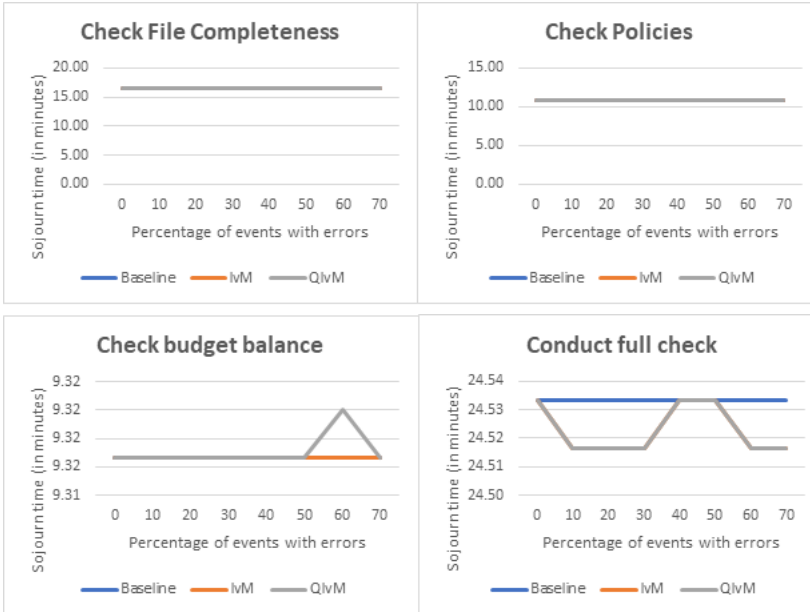 Check File Completeness
Sojourn time (in minutes)
20.00
15.00
10.00
5.00
0.00
0 10 20 30 40 50 60 70
Percentage of events with errors
Baseline IvM QIvM
Check Policies
Sojourn time (in minutes)
15.00
10.00
5.00
0.00
0 10 20 30 40 50 60 70
Percentage of events with errors
Baseline IvM QIvM
Check budget balance
Sojourn time (in minutes)
9.32
9.32
9.32
9.32
9.31
0 10 20 30 40 50 60 70
Percentage of events with errors
Baseline IvM QIvM
Conduct full check
Sojourn time (in minutes)
24.54
24.53
24.52
24.51
24.50
0 10 20 30 40 50 60 70
Percentage of events with errors
Baseline IvM QIvM